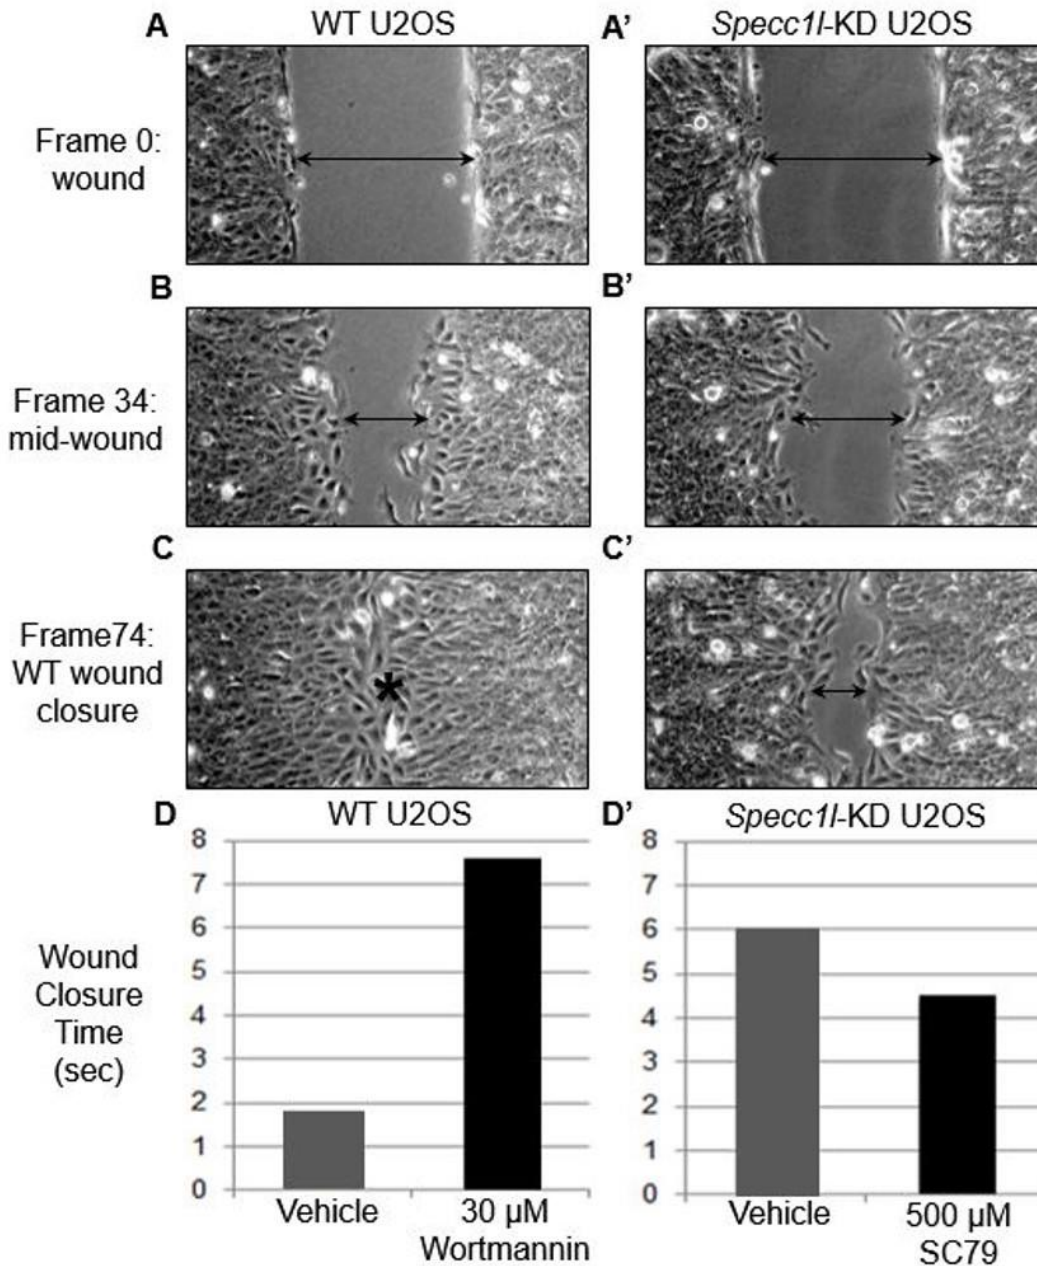 A
WT U2OS
A'
Specc1l-KD U2OS
Frame 0:
wound
B
B'
Frame 34:
mid-wound
C
C'
*
Frame74:
WT wound
closure
D
WT U2OS
D'
Specc1l-KD U2OS
Wound
Closure
Time
(sec)
8
7
6
5
4
3
2
1
0
Vehicle
30 µM
Wortmannin
8
7
6
5
4
3
2
1
0
Vehicle
500 µM
SC79